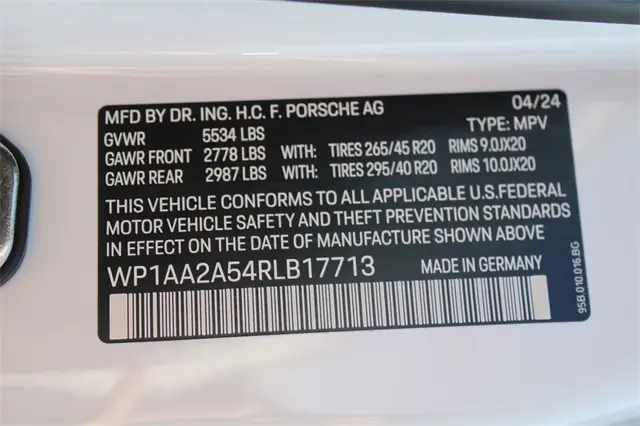 MFD BY DR. ING. H.C. F. PORSCHE AG 04/24
GVWR 5534 LBS TYPE: MPV
GAWR FRONT 2778 LBS WITH: TIRES 265/45 R20 RIMS 9.0JX20
GAWR REAR 2987 LBS WITH: TIRES 295/40 R20 RIMS 10.0JX20
THIS VEHICLE CONFORMS TO ALL APPLICABLE U.S.FEDERAL
MOTOR VEHICLE SAFETY AND THEFT PREVENTION STANDARDS
IN EFFECT ON THE DATE OF MANUFACTURE SHOWN ABOVE.
WP1AA2A54RLB17713 MADE IN GERMANY
95B.010.016.BG